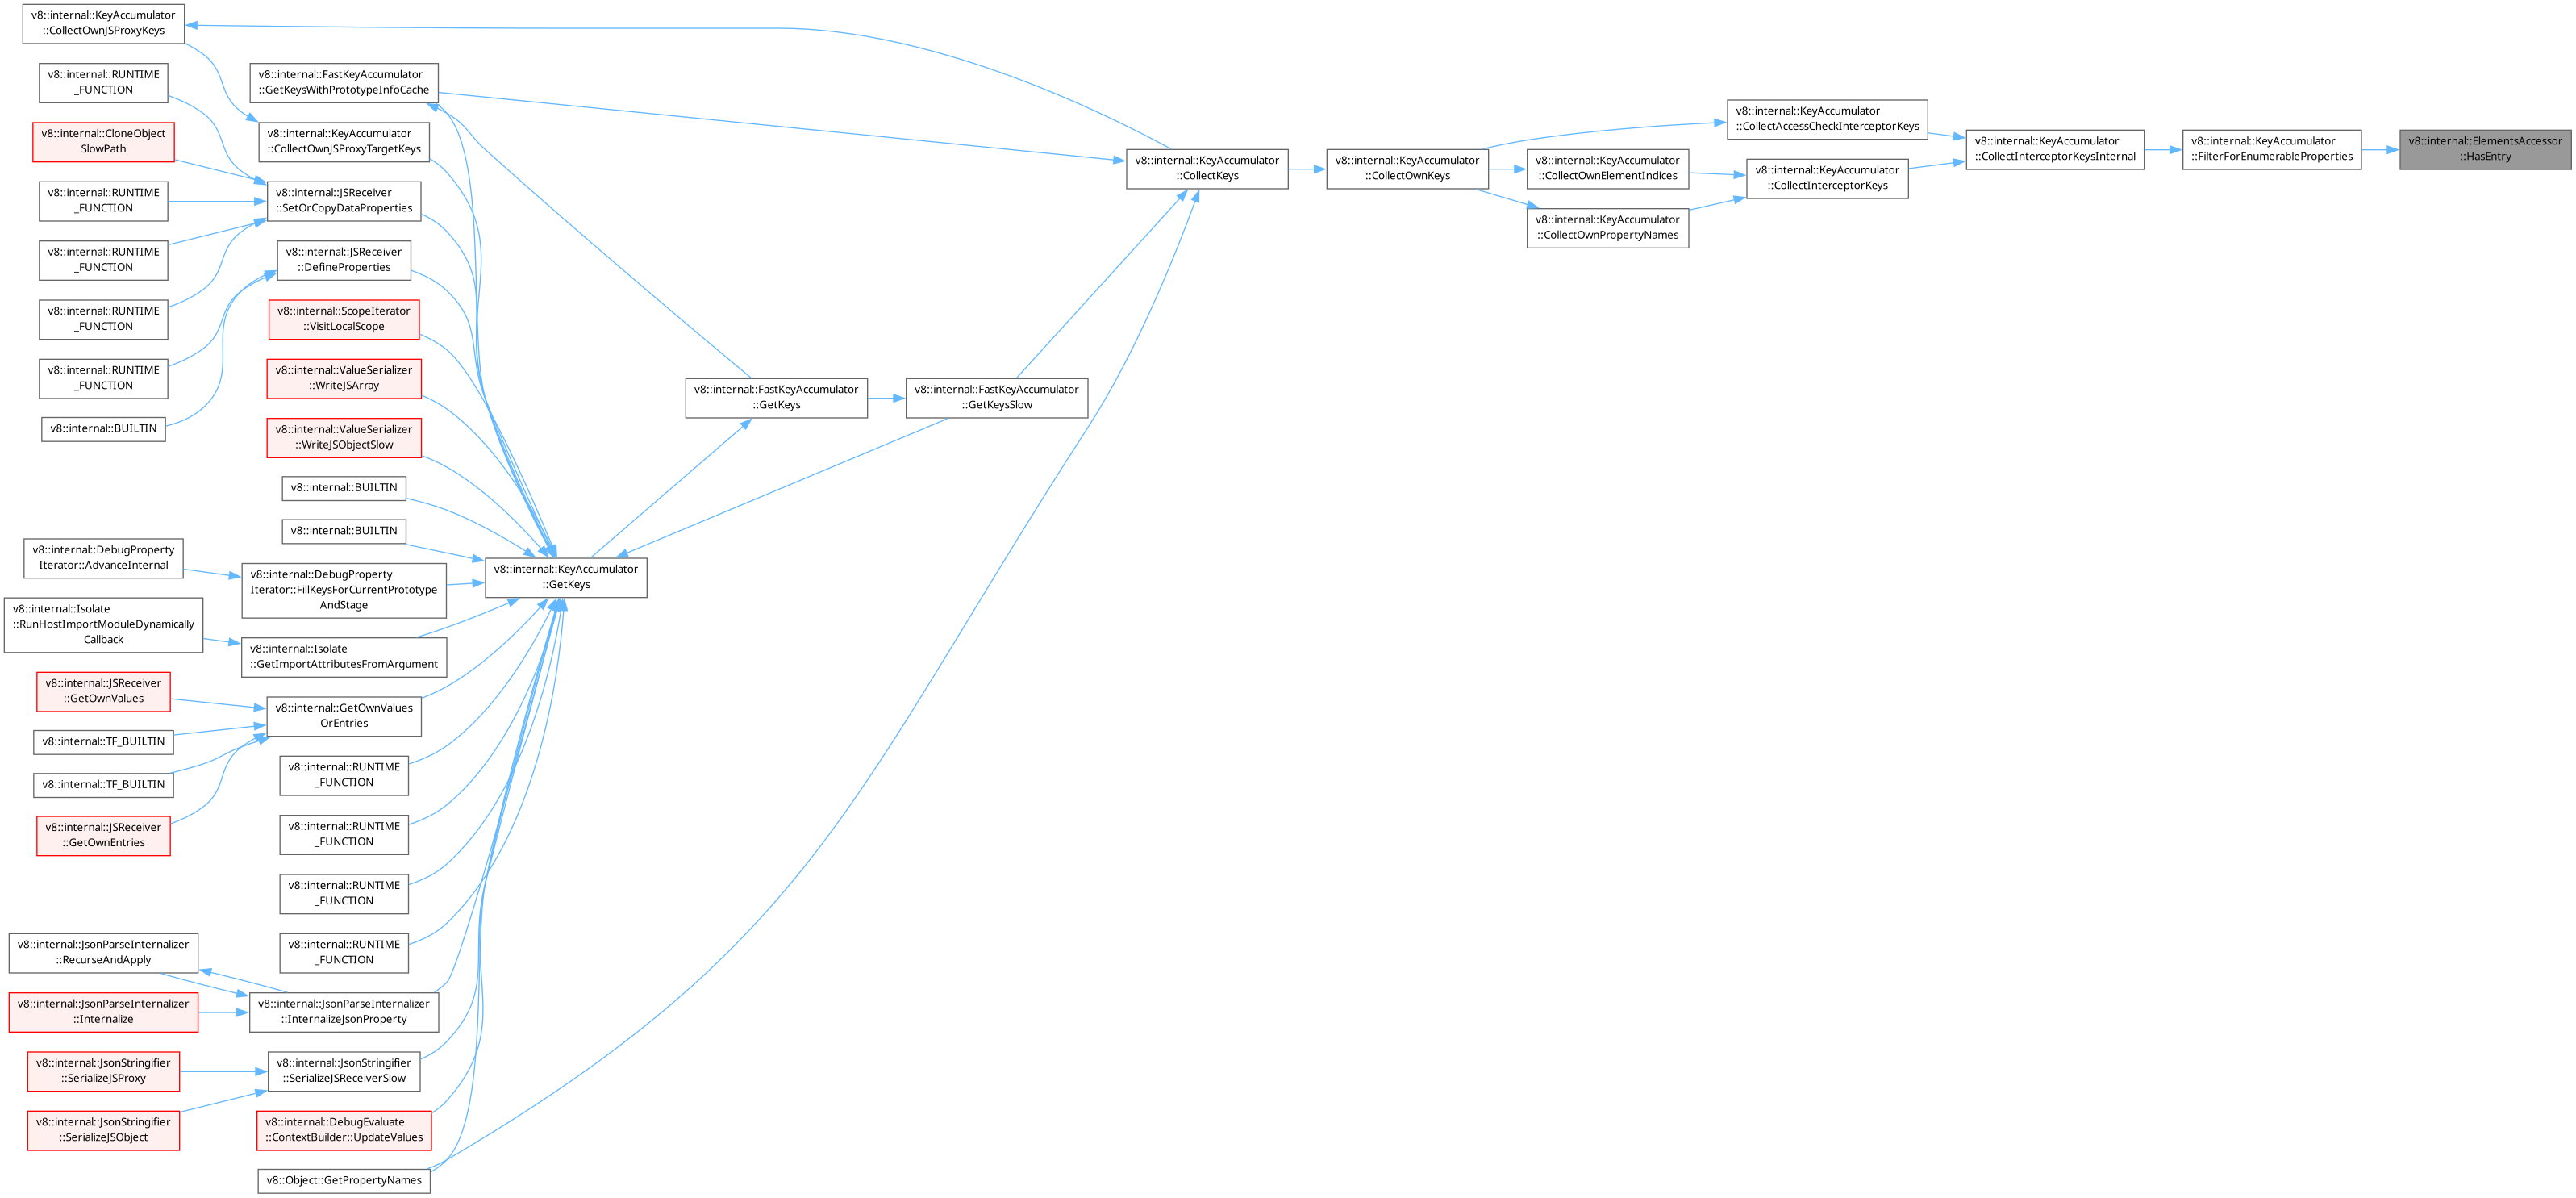 v8::internal::KeyAccumulator
::CollectOwnJSProxyKeys
v8::internal::RUNTIME
_FUNCTION
v8::internal::CloneObject
SlowPath
v8::internal::RUNTIME
_FUNCTION
v8::internal::RUNTIME
_FUNCTION
v8::internal::RUNTIME
_FUNCTION
v8::internal::RUNTIME
_FUNCTION
v8::internal::BUILTIN
v8::internal::DebugProperty
Iterator::AdvanceInternal
v8::internal::Isolate
::RunHostImportModuleDynamically
Callback
v8::internal::JSReceiver
::GetOwnValues
v8::internal::TF_BUILTIN
v8::internal::TF_BUILTIN
v8::internal::JSReceiver
::GetOwnEntries
v8::internal::JsonParseInternalizer
::RecurseAndApply
v8::internal::JsonParseInternalizer
::Internalize
v8::internal::JsonStringifier
::SerializeJSProxy
v8::internal::JsonStringifier
::SerializeJSObject
v8::internal::FastKeyAccumulator
::GetKeysWithPrototypeInfoCache
v8::internal::KeyAccumulator
::CollectOwnJSProxyTargetKeys
v8::internal::JSReceiver
::SetOrCopyDataProperties
v8::internal::JSReceiver
::DefineProperties
v8::internal::ScopeIterator
::VisitLocalScope
v8::internal::ValueSerializer
::WriteJSArray
v8::internal::ValueSerializer
::WriteJSObjectSlow
v8::internal::BUILTIN
v8::internal::BUILTIN
v8::internal::DebugProperty
Iterator::FillKeysForCurrentPrototype
AndStage
v8::internal::Isolate
::GetImportAttributesFromArgument
v8::internal::GetOwnValues
OrEntries
v8::internal::RUNTIME
_FUNCTION
v8::internal::RUNTIME
_FUNCTION
v8::internal::RUNTIME
_FUNCTION
v8::internal::RUNTIME
_FUNCTION
v8::internal::JsonParseInternalizer
::InternalizeJsonProperty
v8::internal::JsonStringifier
::SerializeJSReceiverSlow
v8::internal::DebugEvaluate
::ContextBuilder::UpdateValues
v8::Object::GetPropertyNames
v8::internal::KeyAccumulator
::GetKeys
v8::internal::FastKeyAccumulator
::GetKeys
v8::internal::FastKeyAccumulator
::GetKeysSlow
v8::internal::KeyAccumulator
::CollectKeys
v8::internal::KeyAccumulator
::CollectOwnKeys
v8::internal::KeyAccumulator
::CollectOwnElementIndices
v8::internal::KeyAccumulator
::CollectOwnPropertyNames
v8::internal::KeyAccumulator
::CollectAccessCheckInterceptorKeys
v8::internal::KeyAccumulator
::CollectInterceptorKeys
v8::internal::KeyAccumulator
::CollectInterceptorKeysInternal
v8::internal::KeyAccumulator
::FilterForEnumerableProperties
v8::internal::ElementsAccessor
::HasEntry